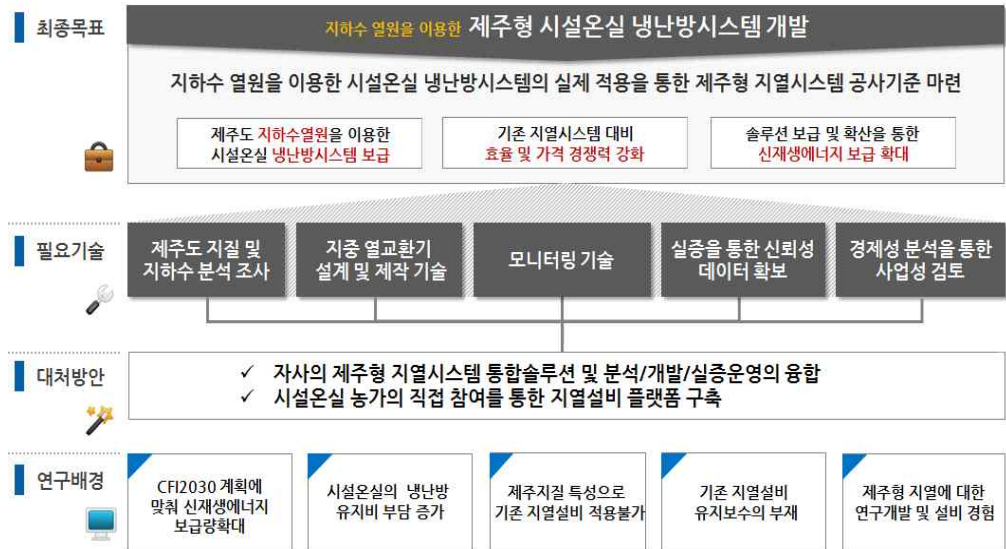 최종목표
지하수 열원을 이용한 제주형 시설온실 냉난방시스템 개발
지하수 열원을 이용한 시설온실 냉난방시스템의 실제 적용을 통한 제주형 지열시스템 공사기준 마련
제주도 지하수열원을 이용한
시설온실 냉난방시스템 보급
기존 지열시스템 대비
효율 및 가격 경쟁력 강화
솔루션 보급 및 확산을 통한
신재생에너지 보급 확대
필요기술
제주도 지질 및
지하수 분석 조사
지중 열교환기
설계 및 제작 기술
모니터링 기술
실증을 통한 신뢰성
데이터 확보
경제성 분석을 통한
사업성 검토
대처방안
✓ 자사의 제주형 지열시스템 통합솔루션 및 분석/개발/실증운영의 융합
✓ 시설온실 농가의 직접 참여를 통한 지열설비 플랫폼 구축
연구배경
CFI2030 계획에
맞춰 신재생에너지
보급량확대
시설온실의 냉난방
유지비 부담 증가
제주지질 특성으로
기존 지열설비 적용불가
기존 지열설비
유지보수의 부재
제주형 지열에 대한
연구개발 및 설비 경험